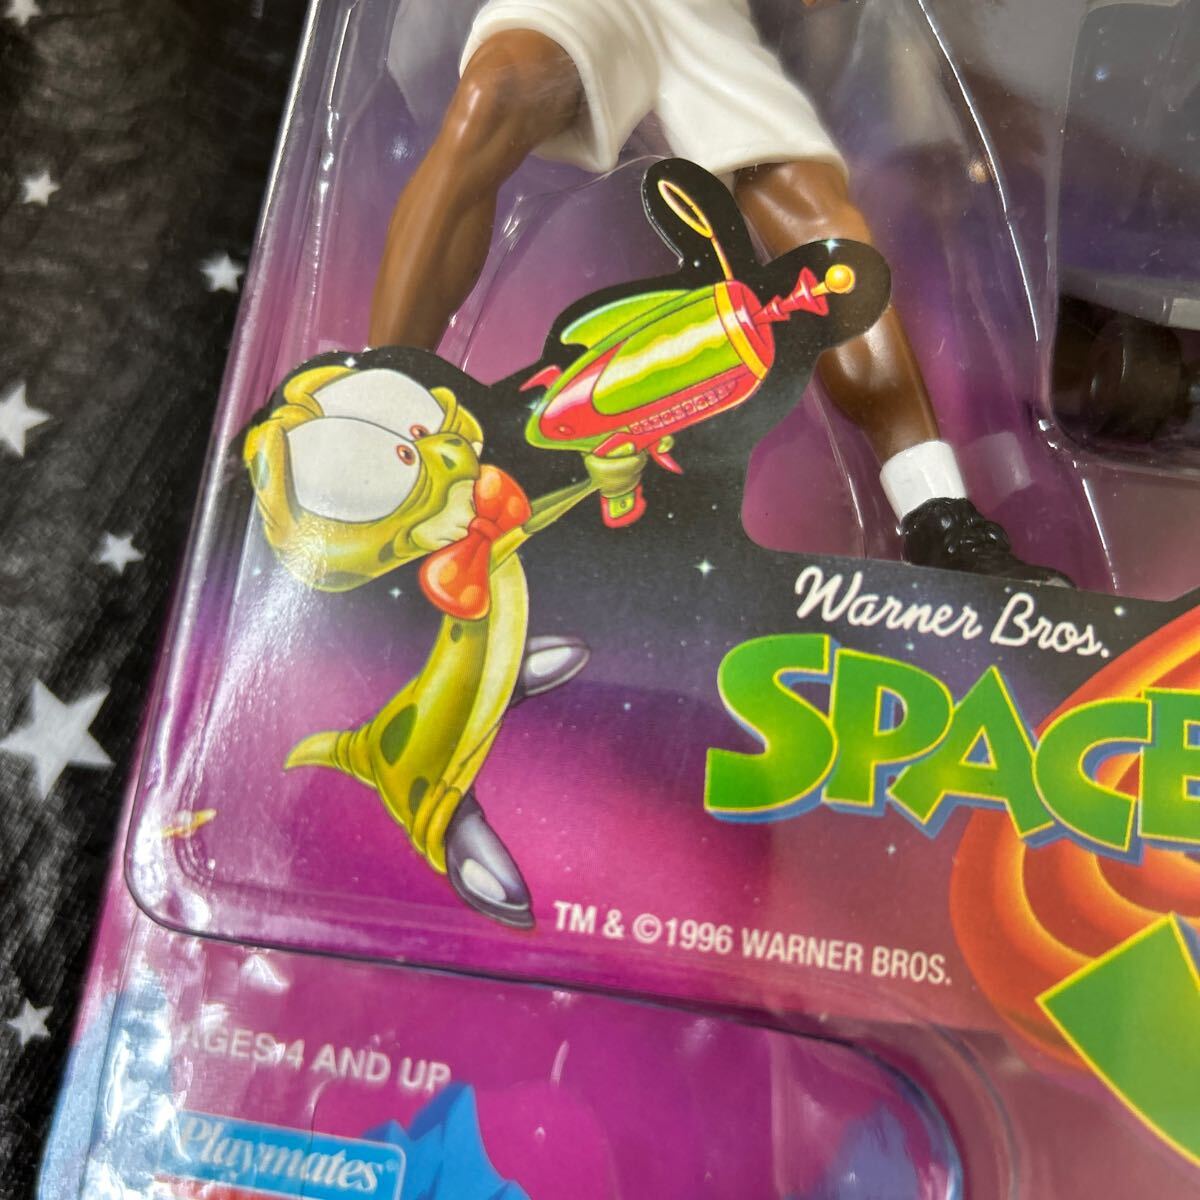 Warner Bros.
SPACE
TM & ©1996 WARNER BROS.
AGES 4 AND UP
Playmates®